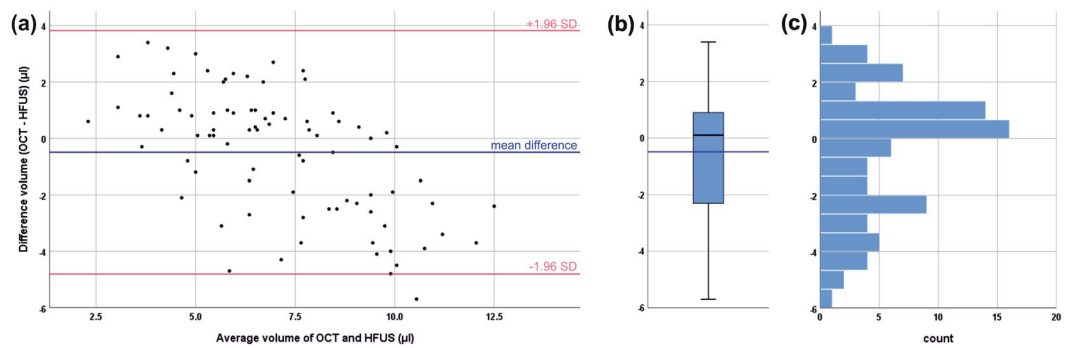 (a)
(b)
(c)
4
2
0
-2
-4
-6
Difference volume (OCT - HFUS) (µl)
+1.96 SD
mean difference
-1.96 SD
2.5 5.0 7.5 10.0 12.5
Average volume of OCT and HFUS (µl)
4
2
0
-2
-4
-6
4
2
0
-2
-4
-6
0 5 10 15 20
count